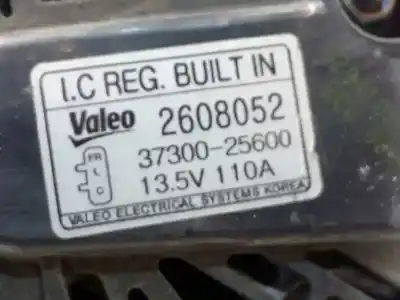 I.C REG. BUILT IN
Valeo 2608052
FR
L
C
37300-25600
13.5V 110A
VALEO ELECTRICAL SYSTEMS KOREA